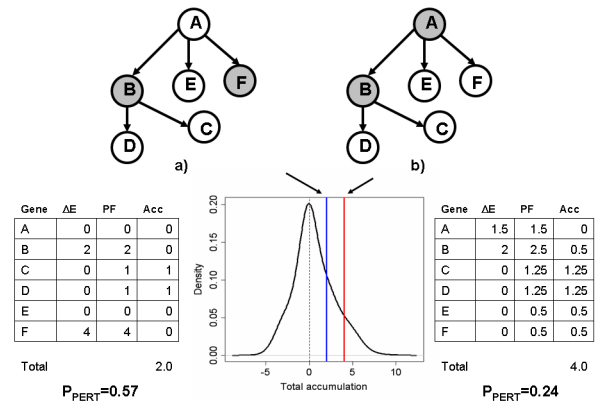 A
B
E
F
C
D
a)
A
B
E
F
C
D
b)
Gene ΔE PF Acc
A 0 0 0
B 2 2 0
C 0 1 1
D 0 1 1
E 0 0 0
F 4 4 0
Total 2.0
P_PERT=0.57
Density
0.00 0.05 0.10 0.15 0.20
-5 0 5 10
Total accumulation
Gene ΔE PF Acc
A 1.5 1.5 0
B 2 2.5 0.5
C 0 1.25 1.25
D 0 1.25 1.25
E 0 0.5 0.5
F 0 0.5 0.5
Total 4.0
P_PERT=0.24